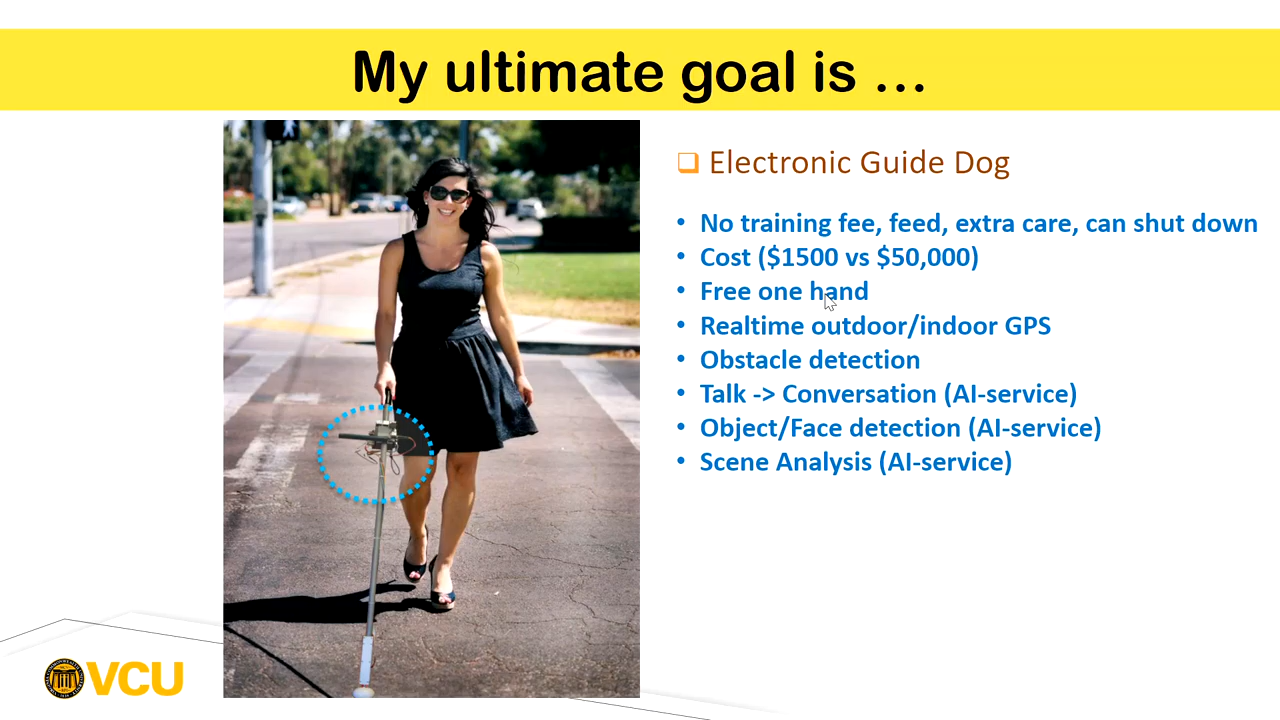 My ultimate goal is ...
❑ Electronic Guide Dog
• No training fee, feed, extra care, can shut down
• Cost ($1500 vs $50,000)
• Free one hand
• Realtime outdoor/indoor GPS
• Obstacle detection
• Talk -> Conversation (AI-service)
• Object/Face detection (AI-service)
• Scene Analysis (AI-service)
VCU